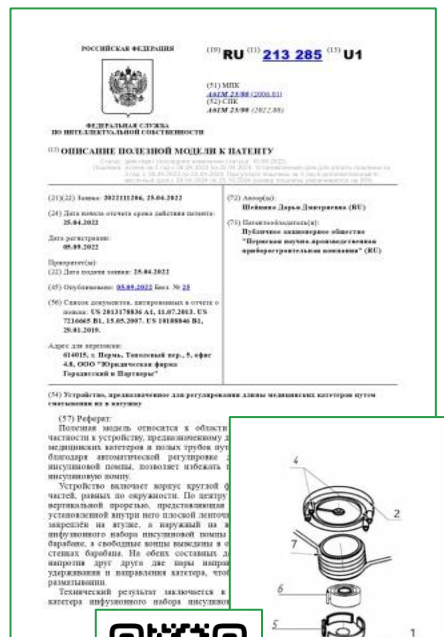 РОССИЙСКАЯ ФЕДЕРАЦИЯ
(19) RU (11) 213 285 (13) U1
(51) МПК
A61M 25/00 (2006.01)
(52) СПК
A61M 25/00 (2022.08)
ФЕДЕРАЛЬНАЯ СЛУЖБА
ПО ИНТЕЛЛЕКТУАЛЬНОЙ СОБСТВЕННОСТИ
(12) ОПИСАНИЕ ПОЛЕЗНОЙ МОДЕЛИ К ПАТЕНТУ
(21)(22) Заявка: 2022111206, 25.04.2022
(24) Дата начала отсчета срока действия патента:
25.04.2022
Дата регистрации:
05.09.2022
Приоритет(ы):
(22) Дата подачи заявки: 25.04.2022
(45) Опубликовано: 05.09.2022 Бюл. № 25
(56) Список документов, цитированных в отчете о
поиске: US 2013178836 A1, 11.07.2013. US
7216665 B1, 15.05.2007. US 10188846 B1,
29.01.2019.
Адрес для переписки:
614015, г. Пермь, Тополевый пер., 5, офис
4.8, ООО "Юридическая фирма
Городисский и Партнеры"
(72) Автор(ы):
Шейнина Дарья Дмитриевна (RU)
(73) Патентообладатель(и):
Публичное акционерное общество
"Пермская научно-производственная
приборостроительная компания" (RU)
(54) Устройство, предназначенное для регулирования длины медицинских катетеров путем
сматывания их в катушку
(57) Реферат:
Полезная модель относится к области
частности к устройству, предназначенному д
медицинских катетеров и полых трубок пут
благодаря автоматической регулировке
инсулиновой помпы, позволяет избежать
инсулиновую помпу.
Устройство включает корпус круглой ф
частей, равных по окружности. По центру
вертикальной прорезью, представляющая
установленной внутри него плоской ленточн
закреплён на втулке, а наружный на
инфузионного набора инсулиновой помпы
барабане, а свободные концы выведены в о
стенках барабана. На обеих составных д
напротив друг друга две пары направ
удерживания и направления катетера, что
разматывании.
Технический результат заключается в
катетера инфузионного набора инсулинов
4
2
7
6
5
1